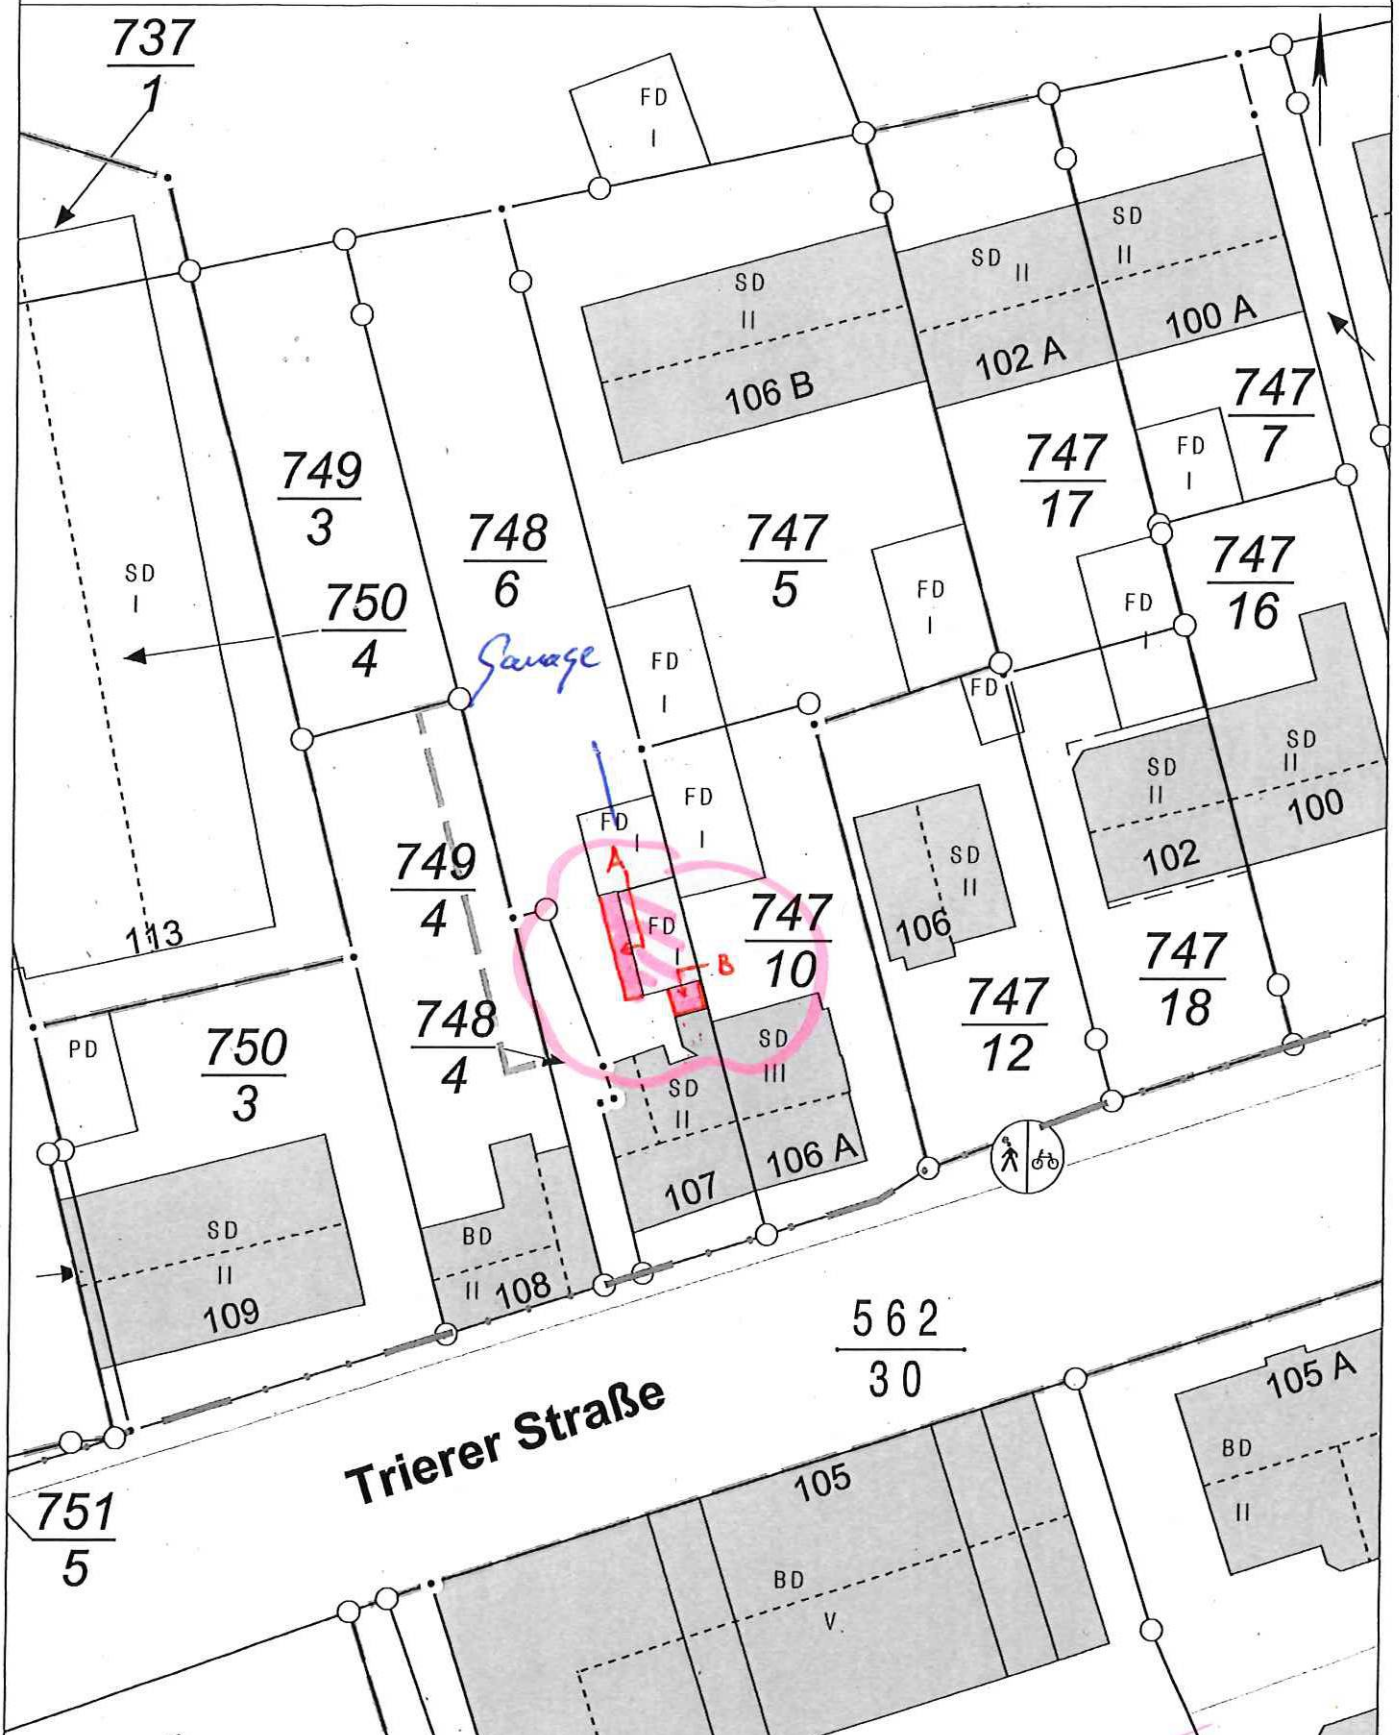 737
1
FD
I
SD
II
106 B
SD
II
102 A
SD
II
100 A
747
7
749
3
748
6
747
5
747
17
FD
I
747
16
SD
I
750
4
Garage
FD
I
FD
I
FD
I
FD
SD
II
100
SD
II
102
FD
I
FD
I
SD
II
106
749
4
A
FD
I
B
747
10
113
748
4
747
12
747
18
PD
750
3
SD
III
106 A
SD
II
107
SD
II
109
BD
II
108
562
30
Trierer Straße
105 A
BD
II
105
BD
V
751
5